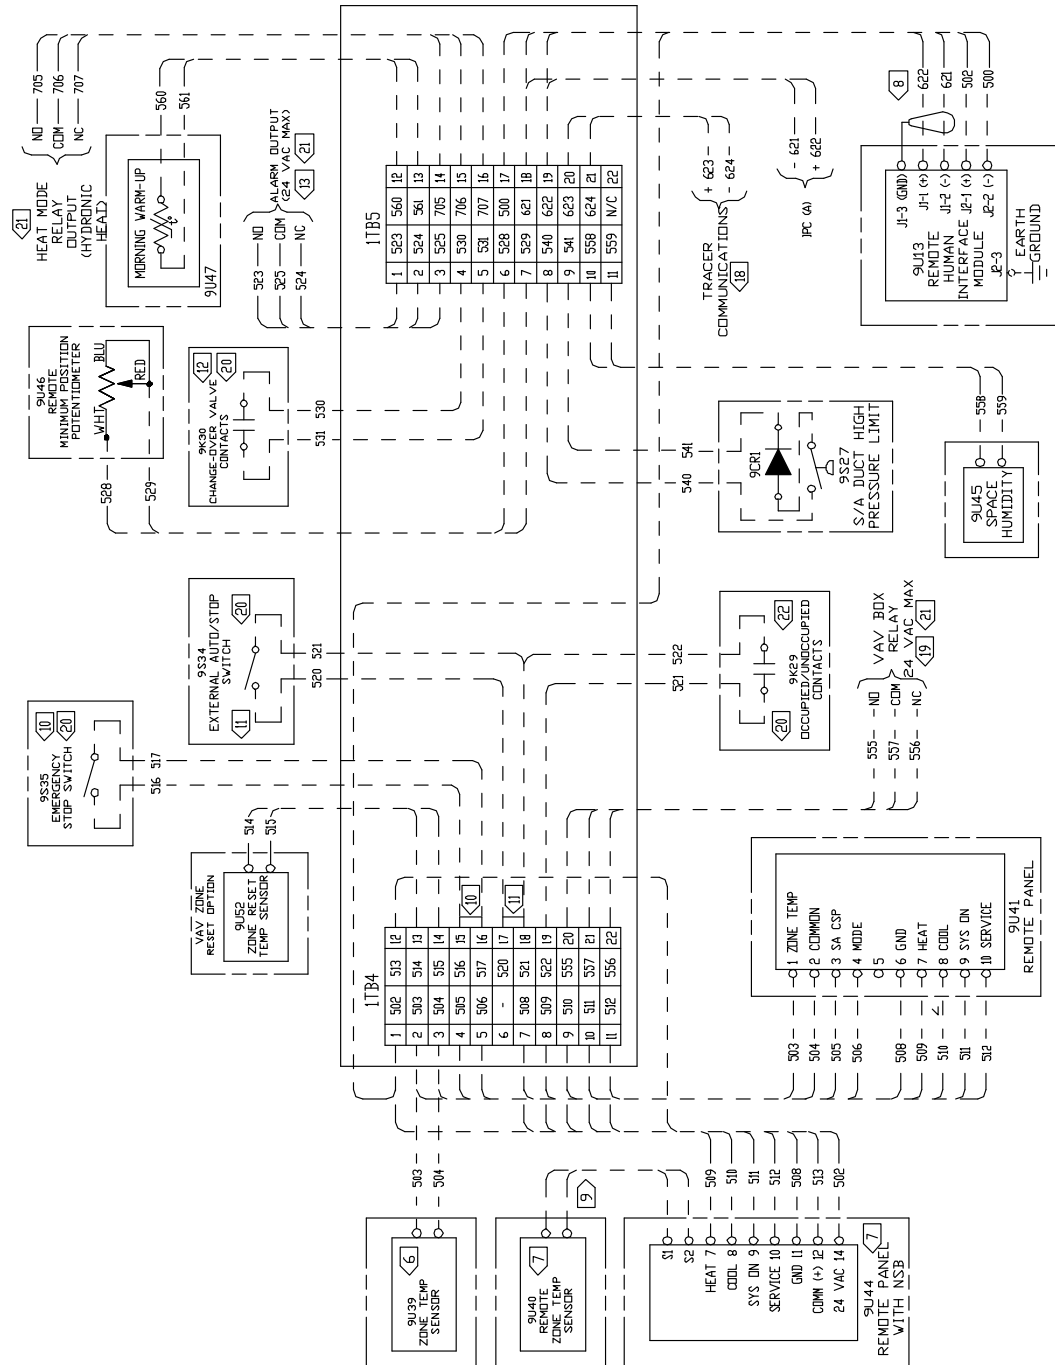 NO — 705
COM — 706
NC — 707
21
HEAT MODE
RELAY
OUTPUT
(HYDRONIC
HEAT)
560
561
MORNING WARM-UP
9U47
523 — NO
525 — COM
524 — NC
ALARM OUTPUT
(24 VAC MAX)
13
21
9U46
REMOTE
MINIMUM POSITION
POTENTIOMETER
WHT
BLU
RED
528
529
12
20
9K30
CHANGE-OVER VALVE
CONTACTS
530
531
9S34
EXTERNAL AUTO/STOP
SWITCH
20
11
521
520
10
20
9S35
EMERGENCY
STOP SWITCH
517
516
VAV ZONE
RESET OPTION
9U52
ZONE RESET
TEMP SENSOR
514
515
1TB5
1 523 560 12
2 524 561 13
3 525 705 14
4 530 706 15
5 531 707 16
6 528 500 17
7 529 621 18
8 540 622 19
9 541 623 20
10 558 624 21
11 559 N/C 22
1TB4
1 502 513 12
2 503 514 13
3 504 515 14
4 505 516 15
5 506 517 16
6 - 520 17
7 508 521 18
8 509 522 19
9 510 555 20
10 511 557 21
11 512 556 22
10
11
TRACER
COMMUNICATIONS
18
+ 623
- 624
IPC (A)
- 621
+ 622
8
622
621
502
500
J1-3 (GND)
J1-1 (+)
J1-2 (-)
J2-1 (+)
J2-2 (-)
9U13
REMOTE
HUMAN
INTERFACE
MODULE
J2-3
EARTH
GROUND
541
540
9CR1
9S27
S/A DUCT HIGH
PRESSURE LIMIT
558
559
9U45
SPACE
HUMIDITY
522
521
22
20
9K29
OCCUPIED/UNOCCUPIED
CONTACTS
VAV BOX
RELAY
24 VAC MAX
19
21
555 — NO
557 — COM
556 — NC
503
504
505
506
508
509
510
511
512
1 ZONE TEMP
2 COMMON
3 SA CSP
4 MODE
5
6 GND
7 HEAT
8 COOL
9 SYS ON
10 SERVICE
9U41
REMOTE PANEL
503
504
6
9U39
ZONE TEMP
SENSOR
7
9U40
REMOTE
ZONE TEMP
SENSOR
9
509
510
511
512
508
513
502
S1
S2
HEAT 7
COOL 8
SYS ON 9
SERVICE 10
GND 11
COMM (+) 12
24 VAC 14
7
9U44
REMOTE PANEL
WITH NSB